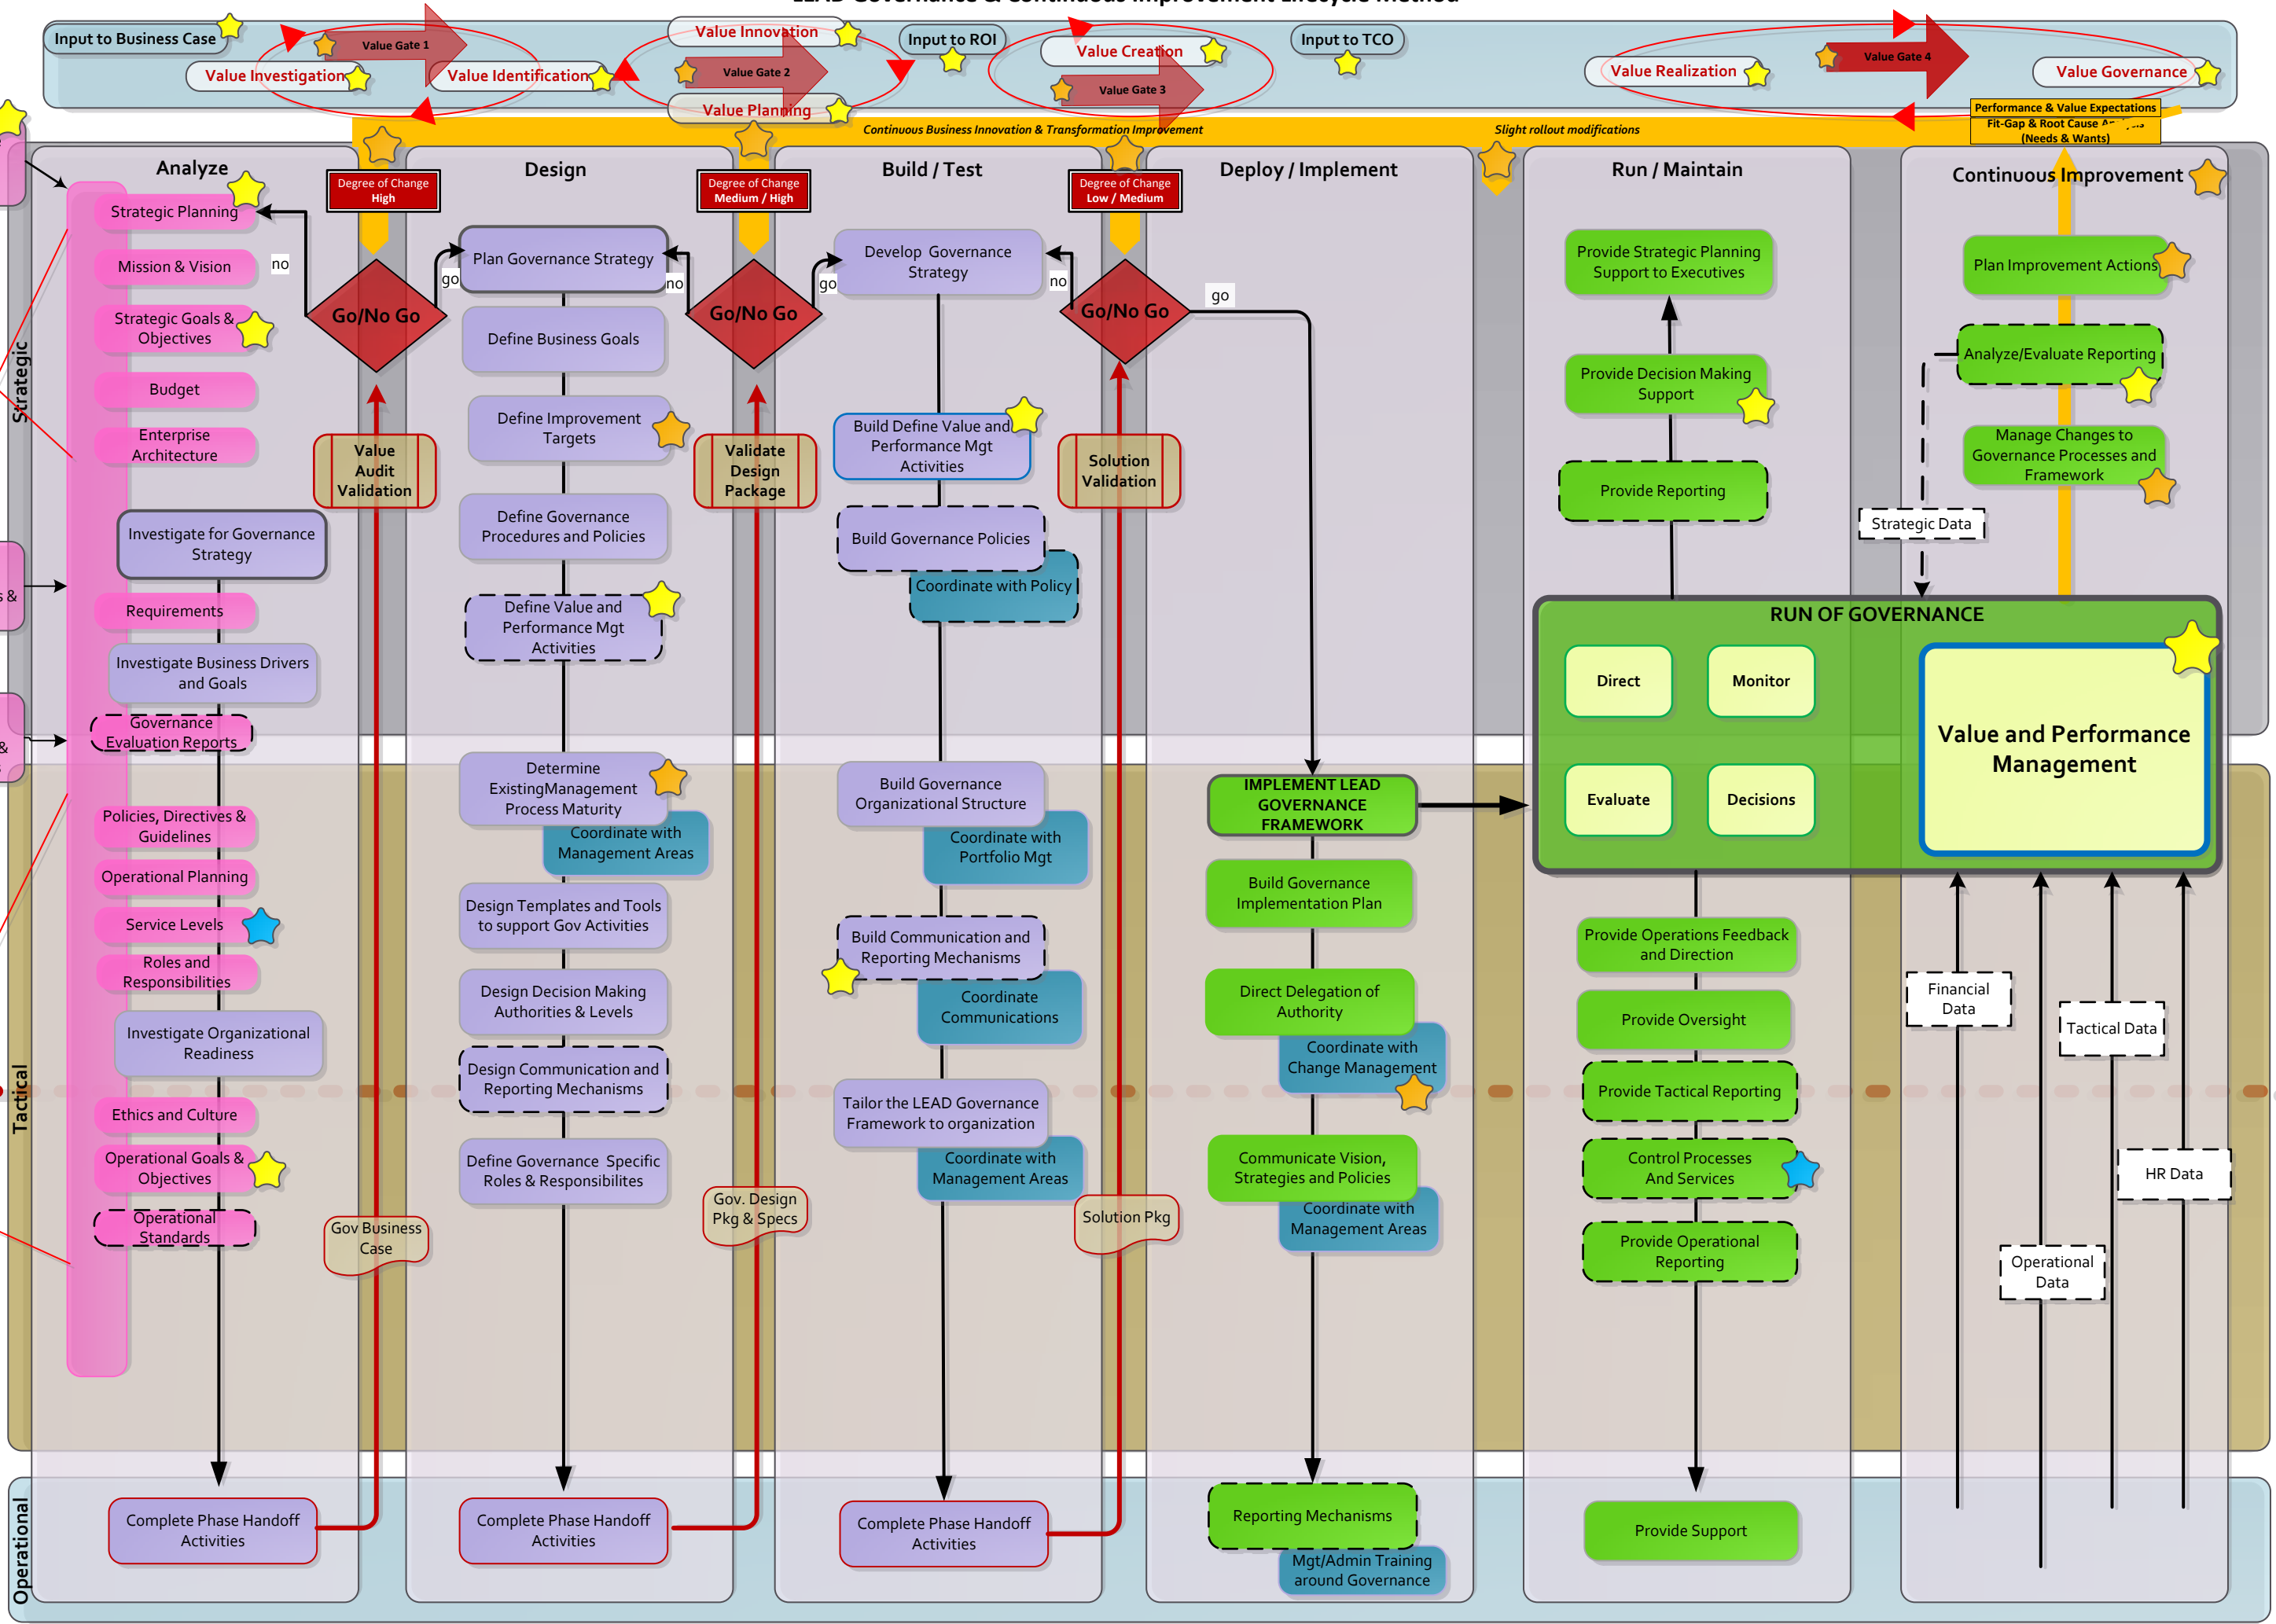 LEAD Governance & Continuous Improvement Lifecycle Method
Input to Business Case
Value Investigation
Value Gate 1
Value Identification
Value Innovation
Value Gate 2
Value Planning
Input to ROI
Value Creation
Value Gate 3
Input to TCO
Value Realization
Value Gate 4
Value Governance
Performance & Value Expectations
Fit-Gap & Root Cause Analysis
(Needs & Wants)
Continuous Business Innovation & Transformation Improvement
Slight rollout modifications
Strategic
Tactical
Operational
&
s &
Analyze
Strategic Planning
Mission & Vision
Strategic Goals &
Objectives
Budget
Enterprise
Architecture
Investigate for Governance
Strategy
Requirements
Investigate Business Drivers
and Goals
Governance
Evaluation Reports
Policies, Directives &
Guidelines
Operational Planning
Service Levels
Roles and
Responsibilities
Investigate Organizational
Readiness
Ethics and Culture
Operational Goals &
Objectives
Operational
Standards
Complete Phase Handoff
Activities
Degree of Change
High
no
go
Go/No Go
Value
Audit
Validation
Gov Business
Case
Design
Plan Governance Strategy
Define Business Goals
Define Improvement
Targets
Define Governance
Procedures and Policies
Define Value and
Performance Mgt
Activities
Determine
ExistingManagement
Process Maturity
Coordinate with
Management Areas
Design Templates and Tools
to support Gov Activities
Design Decision Making
Authorities & Levels
Design Communication and
Reporting Mechanisms
Define Governance Specific
Roles & Responsibilites
Complete Phase Handoff
Activities
Degree of Change
Medium / High
no
go
Go/No Go
Validate
Design
Package
Gov. Design
Pkg & Specs
Build / Test
Develop Governance
Strategy
Build Define Value and
Performance Mgt
Activities
Build Governance Policies
Coordinate with Policy
Build Governance
Organizational Structure
Coordinate with
Portfolio Mgt
Build Communication and
Reporting Mechanisms
Coordinate
Communications
Tailor the LEAD Governance
Framework to organization
Coordinate with
Management Areas
Complete Phase Handoff
Activities
Degree of Change
Low / Medium
no
go
Go/No Go
Solution
Validation
Solution Pkg
Deploy / Implement
IMPLEMENT LEAD
GOVERNANCE
FRAMEWORK
Build Governance
Implementation Plan
Direct Delegation of
Authority
Coordinate with
Change Management
Communicate Vision,
Strategies and Policies
Coordinate with
Management Areas
Reporting Mechanisms
Mgt/Admin Training
around Governance
Run / Maintain
Provide Strategic Planning
Support to Executives
Provide Decision Making
Support
Provide Reporting
RUN OF GOVERNANCE
Direct
Monitor
Evaluate
Decisions
Value and Performance
Management
Provide Operations Feedback
and Direction
Provide Oversight
Provide Tactical Reporting
Control Processes
And Services
Provide Operational
Reporting
Provide Support
Continuous Improvement
Plan Improvement Actions
Analyze/Evaluate Reporting
Manage Changes to
Governance Processes and
Framework
Strategic Data
Financial
Data
Tactical Data
HR Data
Operational
Data